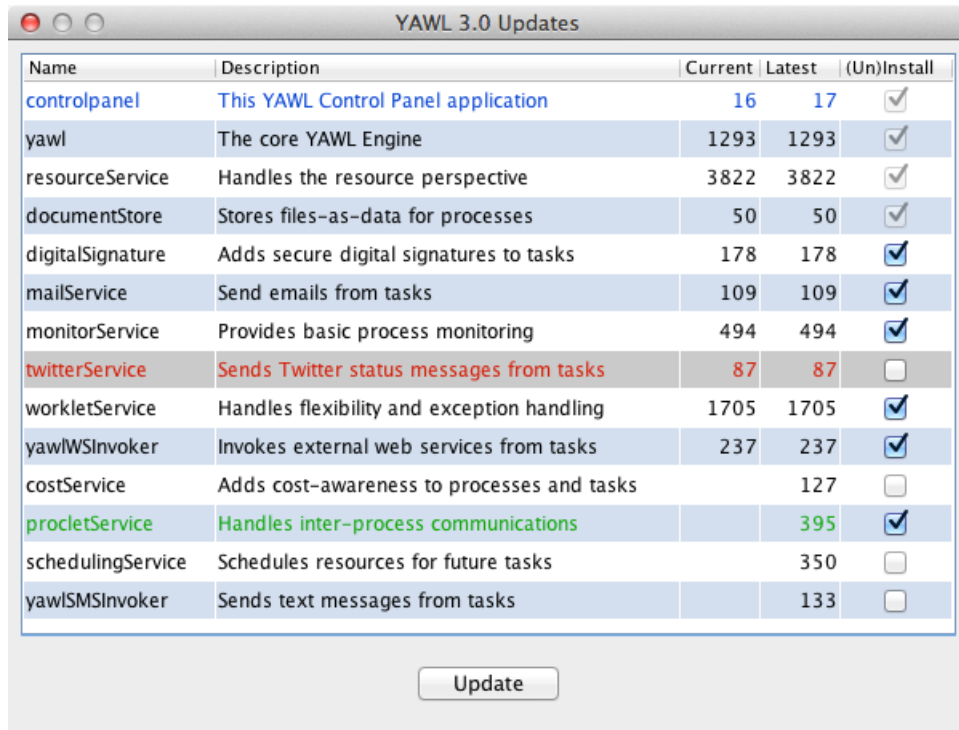 YAWL 3.0 Updates
Name Description Current Latest (Un)Install
controlpanel This YAWL Control Panel application 16 17
yawl The core YAWL Engine 1293 1293
resourceService Handles the resource perspective 3822 3822
documentStore Stores files-as-data for processes 50 50
digitalSignature Adds secure digital signatures to tasks 178 178
mailService Send emails from tasks 109 109
monitorService Provides basic process monitoring 494 494
twitterService Sends Twitter status messages from tasks 87 87
workletService Handles flexibility and exception handling 1705 1705
yawlWSInvoker Invokes external web services from tasks 237 237
costService Adds cost-awareness to processes and tasks 127
procletService Handles inter-process communications 395
schedulingService Schedules resources for future tasks 350
yawlSMSInvoker Sends text messages from tasks 133
Update